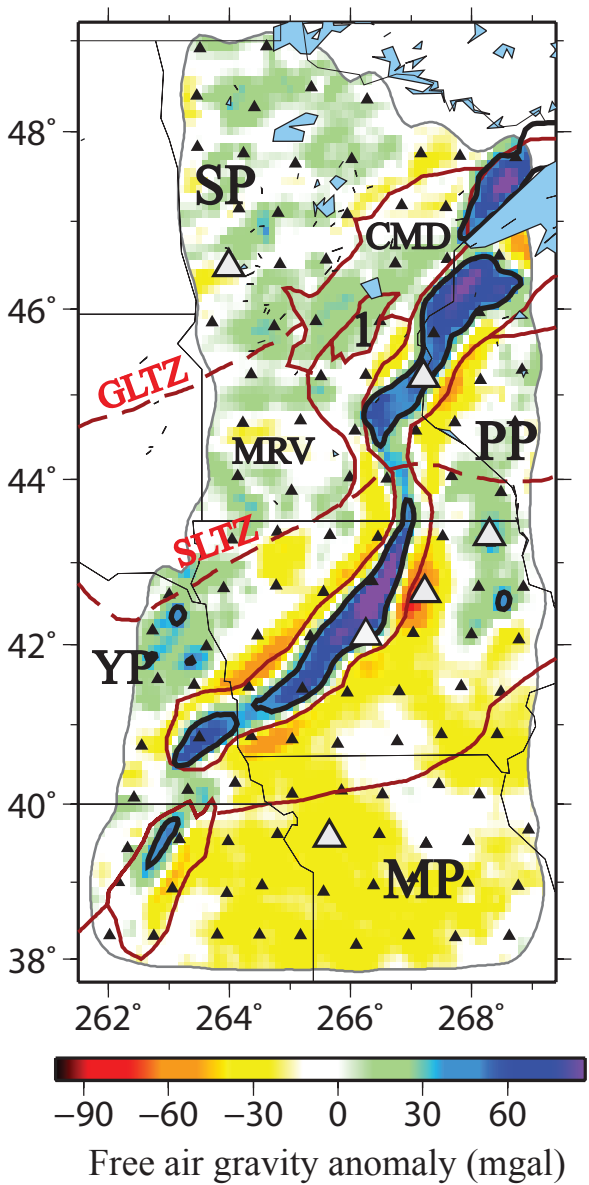 48°
SP
CMD
46°
1
GLTZ
PP
MRV
44°
SLTZ
42°
YP
40°
MP
38°
262° 264° 266° 268°
−90 −60 −30 0 30 60
Free air gravity anomaly (mgal)